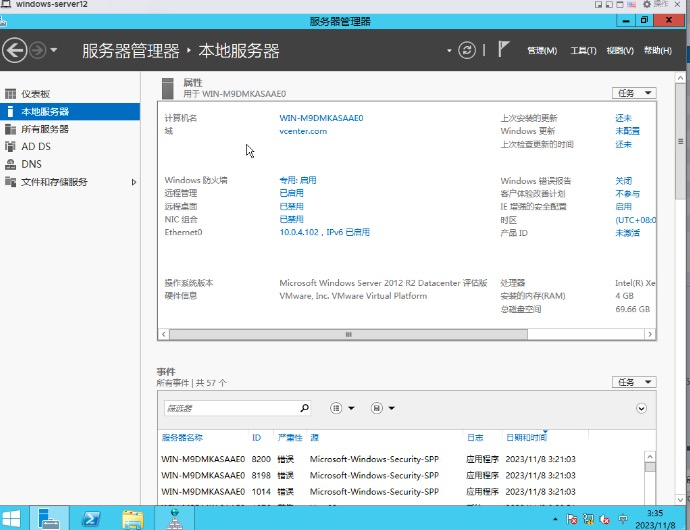 windows-server12
操作
服务器管理器
服务器管理器 · 本地服务器
管理(M) 工具(T) 视图(V) 帮助(H)
仪表板
本地服务器
所有服务器
AD DS
DNS
文件和存储服务
属性
用于 WIN-M9DMKASAAE0
任务
计算机名 WIN-M9DMKASAAE0 上次安装的更新 还未
域 vcenter.com Windows 更新 未配置
上次检查更新的时间 还未
Windows 防火墙 专用: 启用 Windows 错误报告 关闭
远程管理 已启用 客户体验改善计划 不参与
远程桌面 已禁用 IE 增强的安全配置 启用
NIC 组合 已禁用 时区 (UTC+08:0
Ethernet0 10.0.4.102，IPv6 已启用 产品 ID 未激活
操作系统版本 Microsoft Windows Server 2012 R2 Datacenter 评估版 处理器 Intel(R) Xe
硬件信息 VMware, Inc. VMware Virtual Platform 安装的内存(RAM) 4 GB
总磁盘空间 69.66 GB
事件
所有事件 | 共 57 个
任务
筛选器
服务器名称 ID 严重性 源 日志 日期和时间
WIN-M9DMKASAAE0 8200 错误 Microsoft-Windows-Security-SPP 应用程序 2023/11/8 3:21:03
WIN-M9DMKASAAE0 8198 错误 Microsoft-Windows-Security-SPP 应用程序 2023/11/8 3:21:03
WIN-M9DMKASAAE0 1014 错误 Microsoft-Windows-Security-SPP 应用程序 2023/11/8 3:21:03
中
3:35
2023/11/8